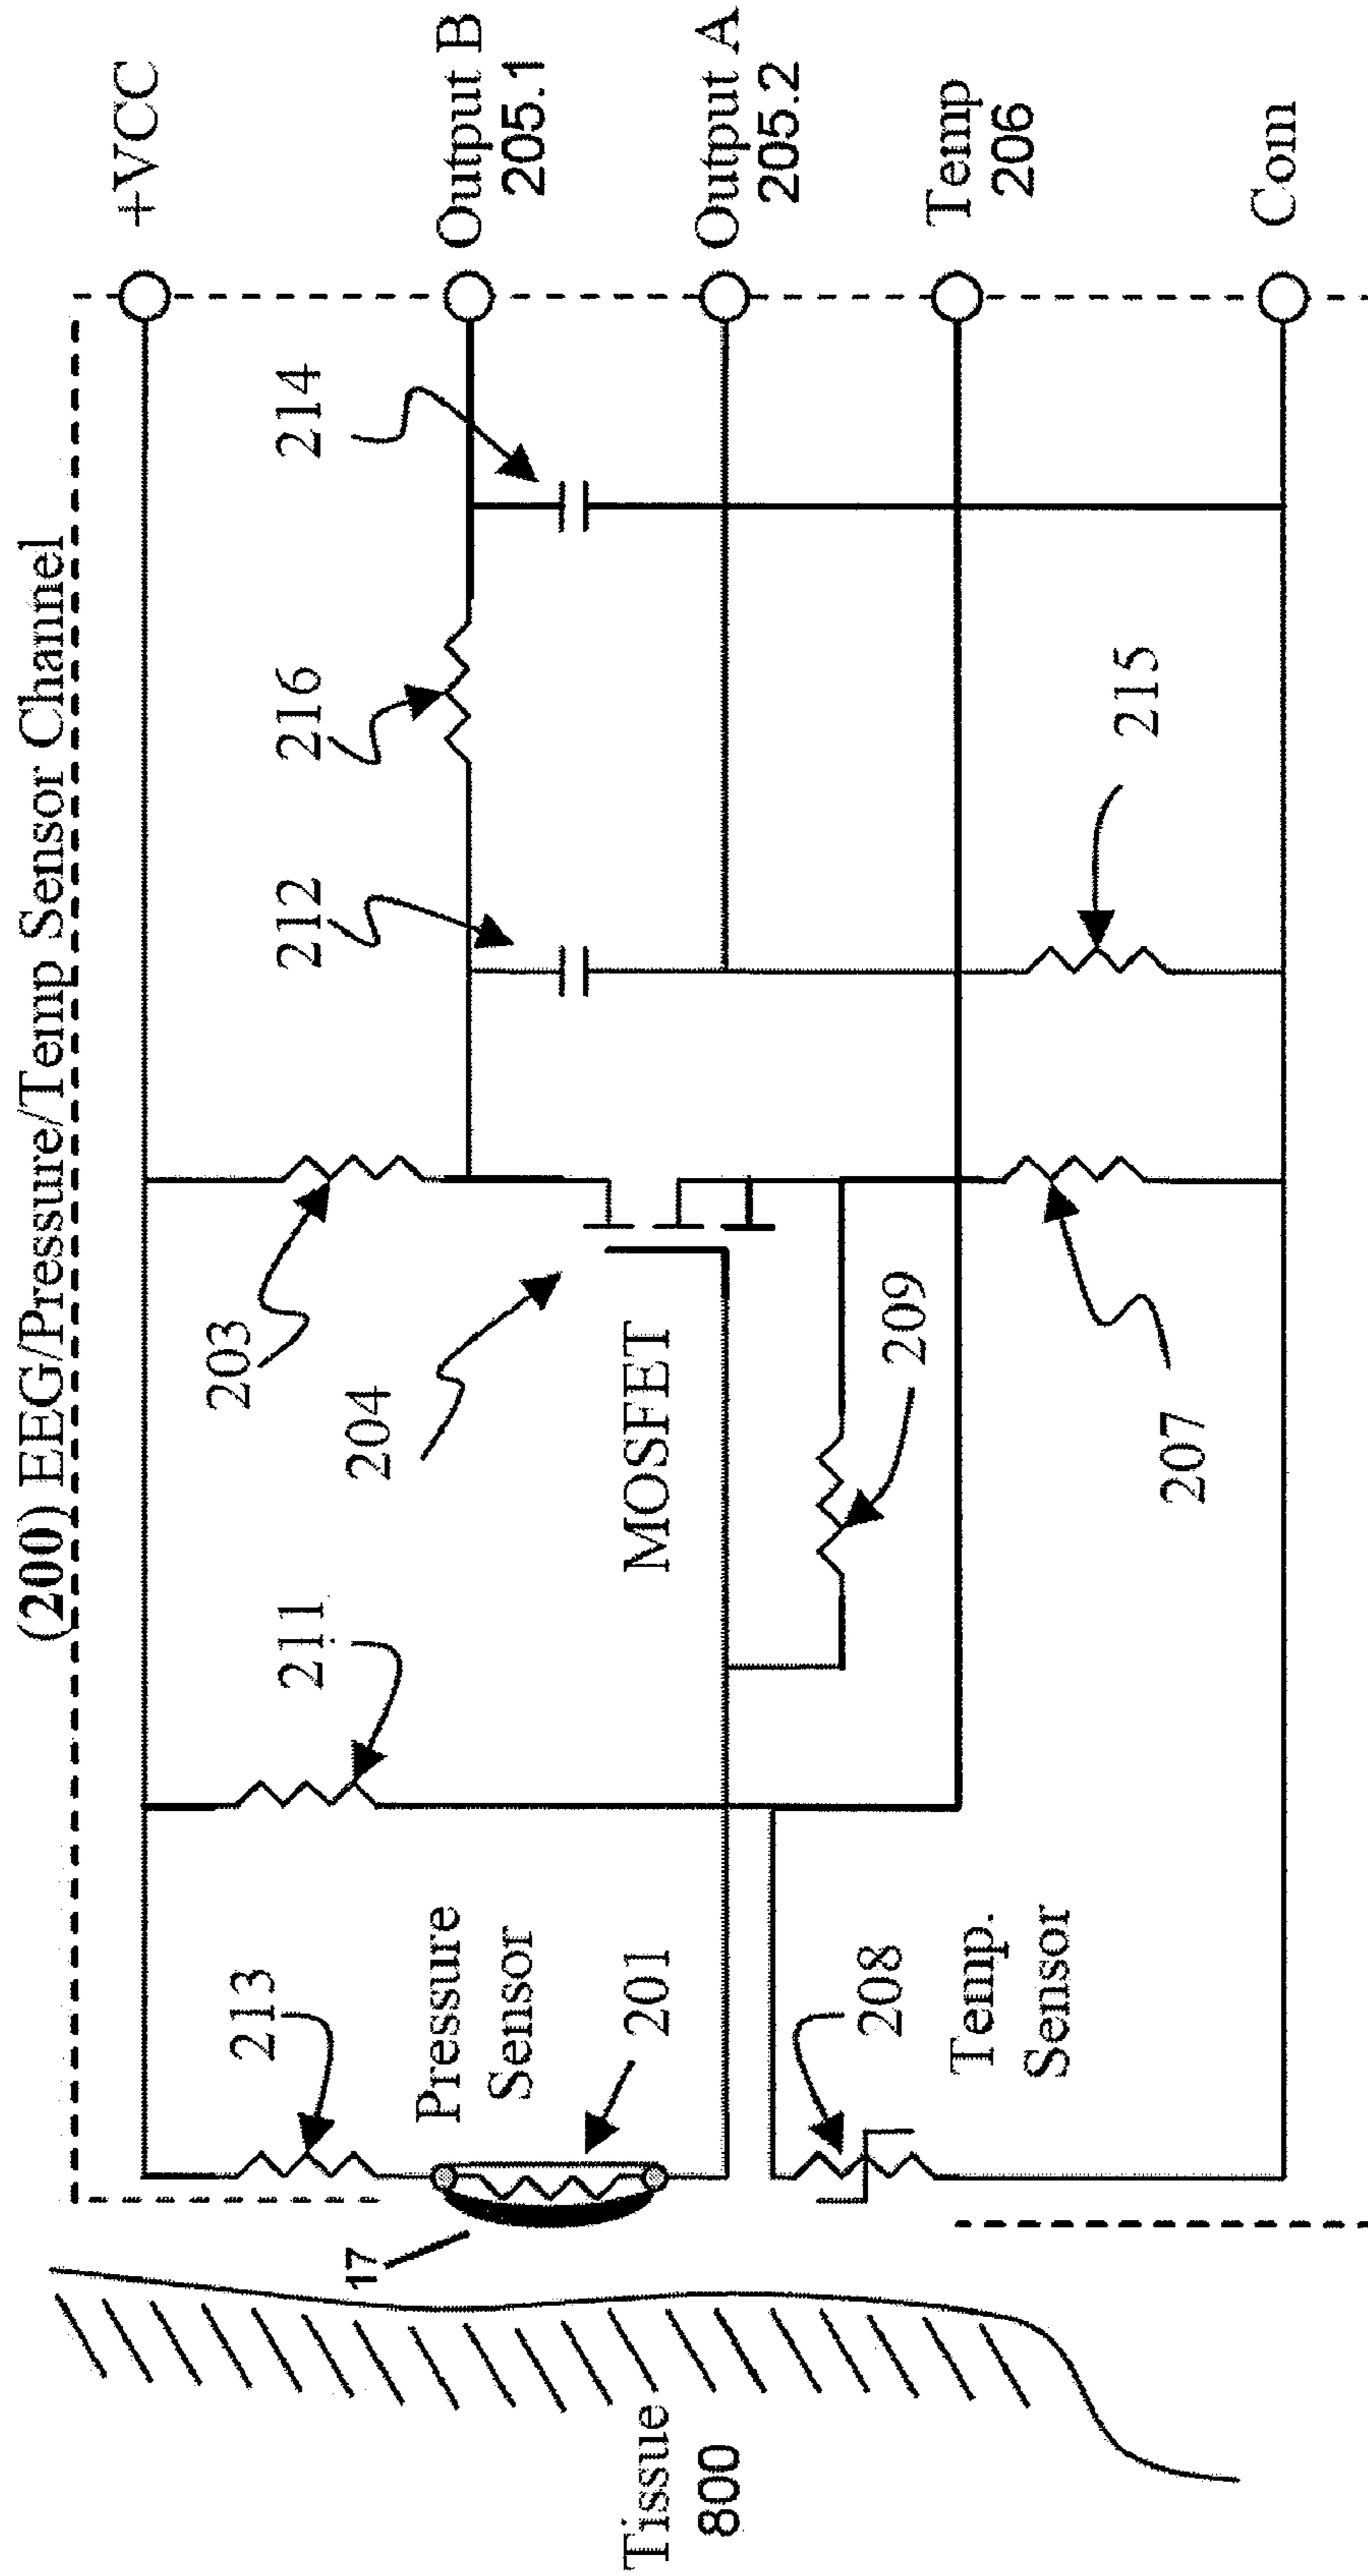 (200) EEG/Pressure/Temp Sensor Channel
+VCC
213
211
203
212
216
214
Output B
205.1
17
Pressure
Sensor
201
204
MOSFET
Output A
205.2
Tissue
800
208
Temp.
Sensor
209
207
215
Temp
206
Com